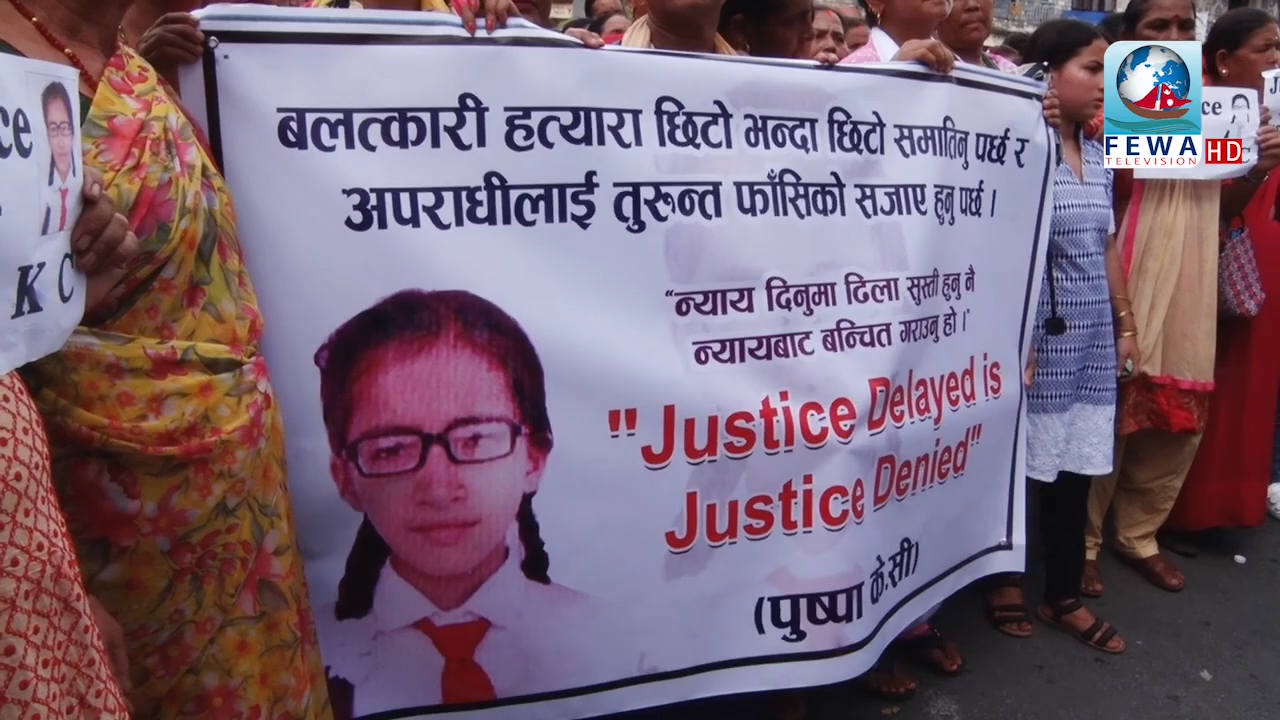 बलत्कारी हत्यारा छिटो भन्दा छिटो समातिनु पर्छ र
अपराधीलाई तुरुन्त फाँसिको सजाए हुनु पर्छ ।
“न्याय दिनुमा ढिला सुस्ती हुनु नै
न्यायबाट बन्चित गराउनु हो ।"
"Justice Delayed is
Justice Denied"
(पुष्पा के.सी)
K C
FEWA
TELEVISION HD